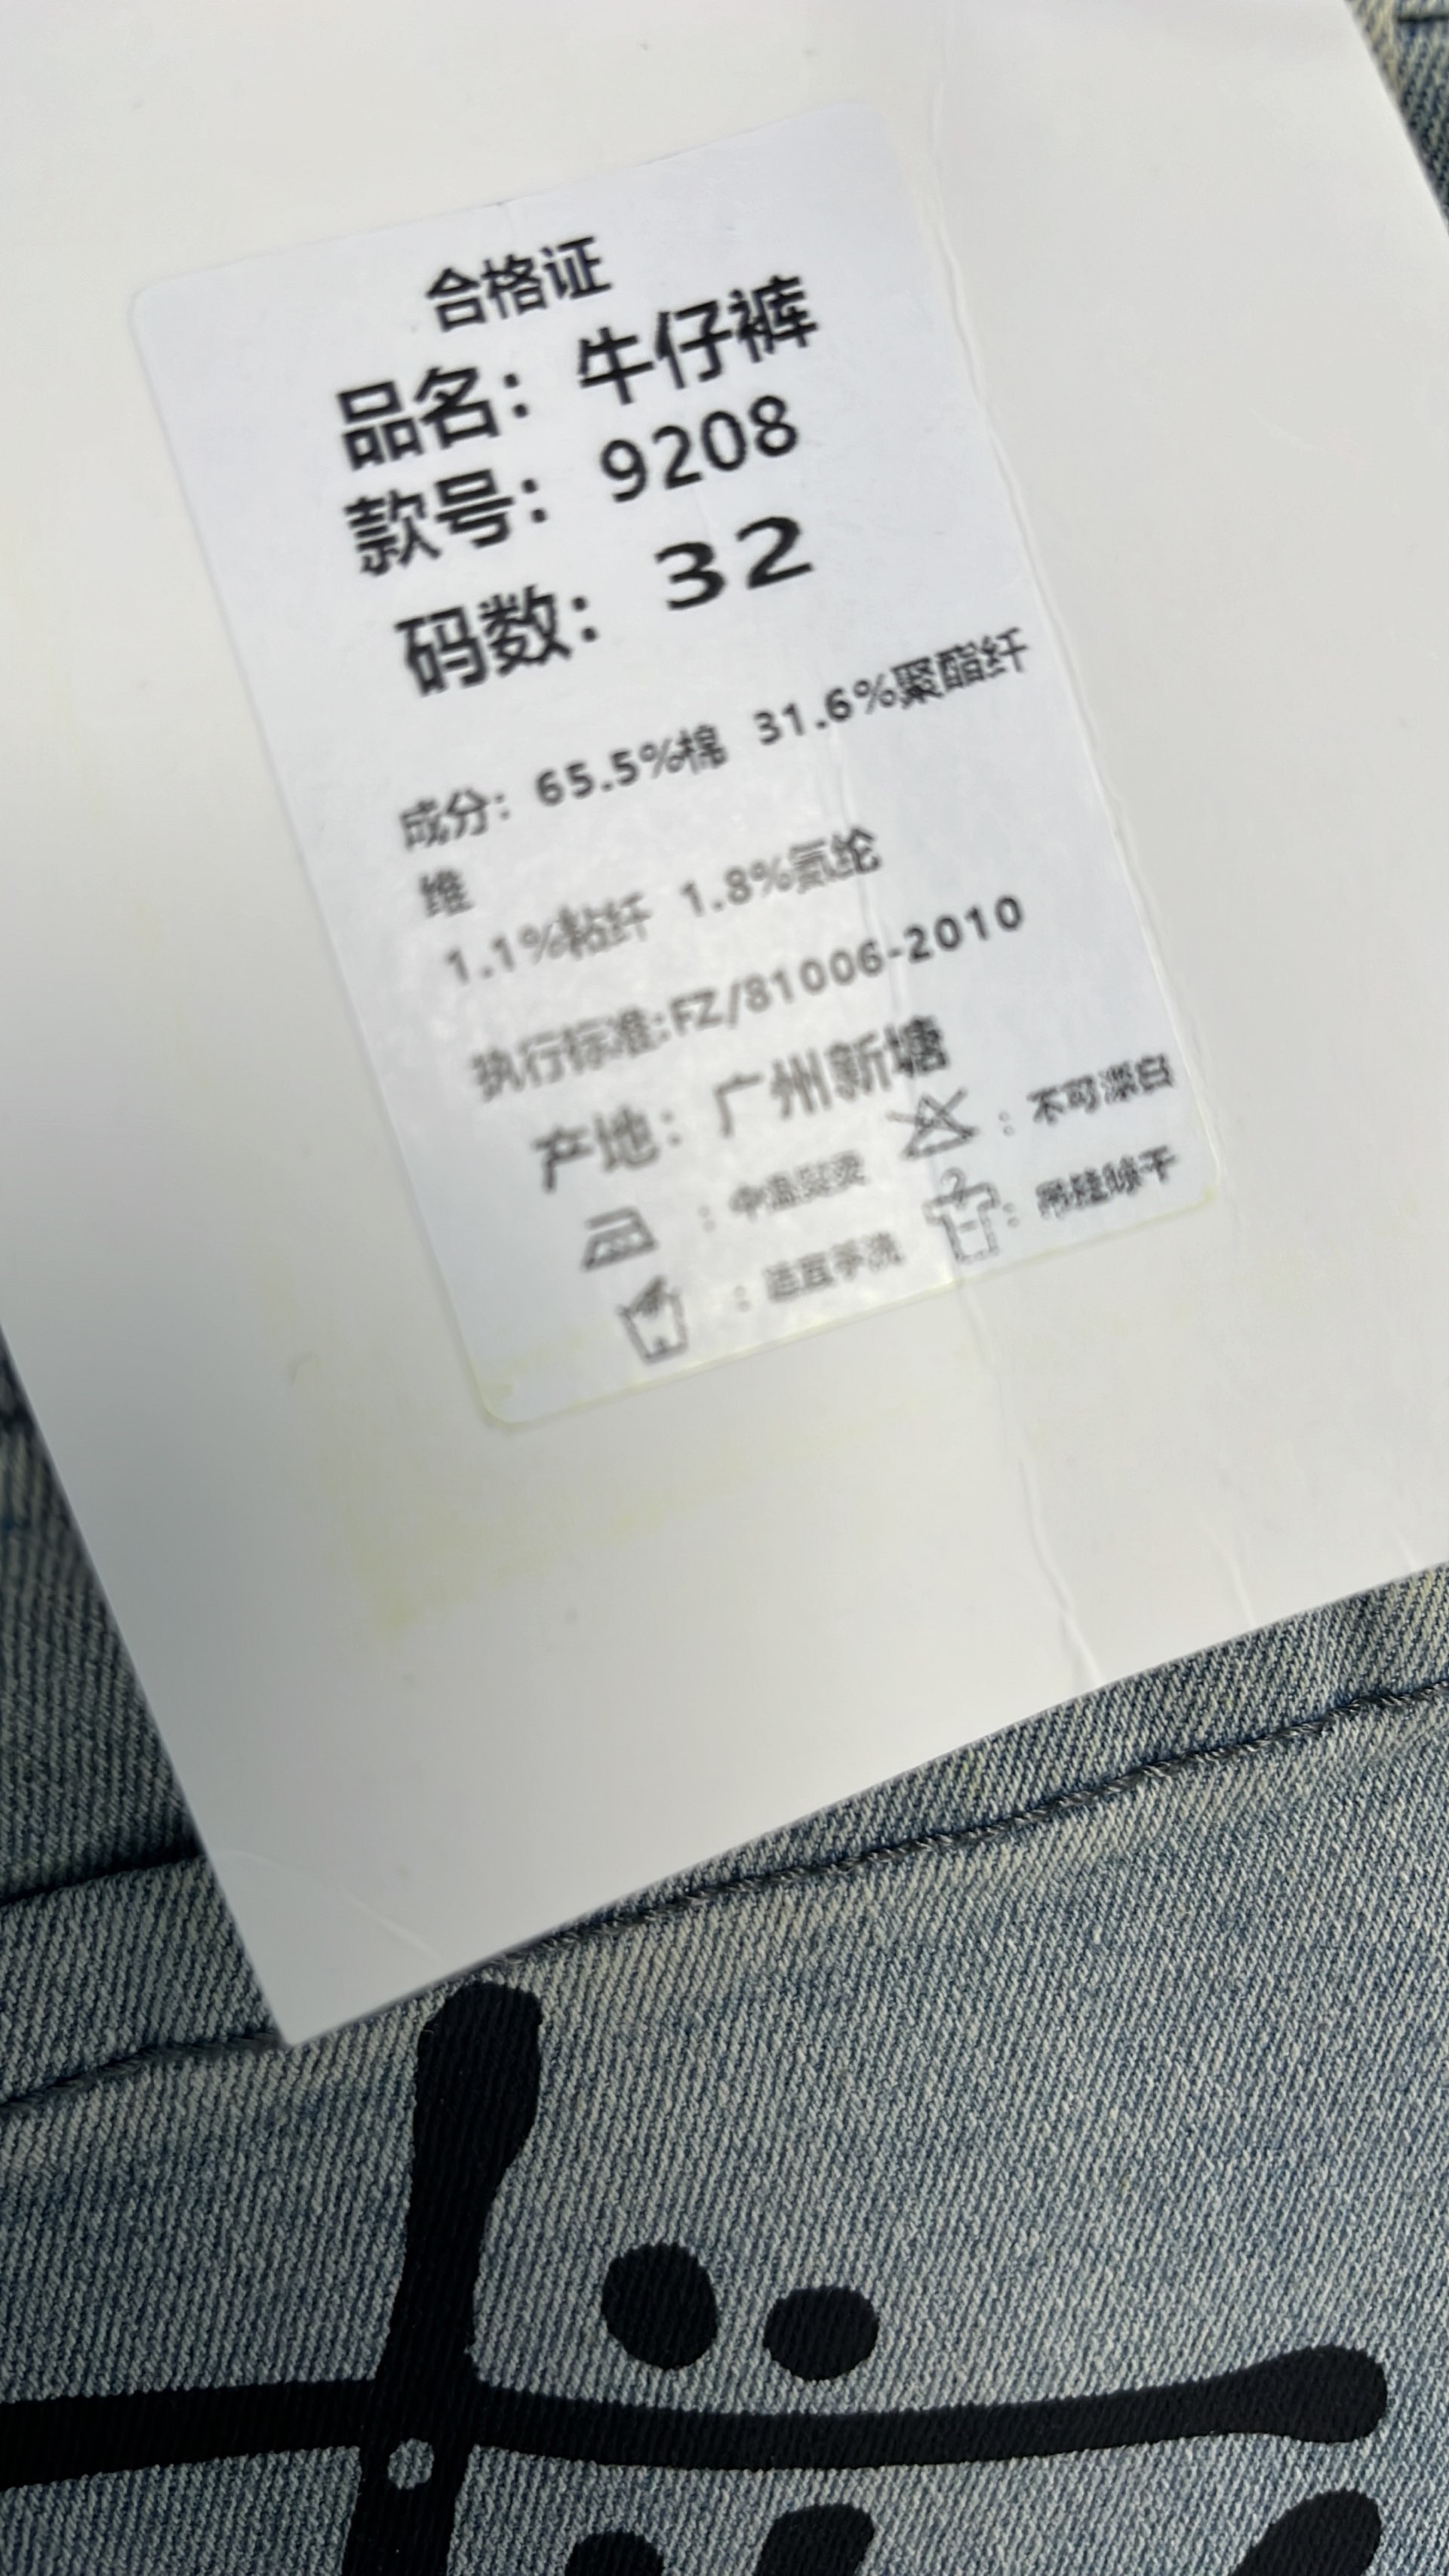 合格证
品名：牛仔裤
款号：9208
码数：32
成分：65.5%棉 31.6%聚酯纤
维
1.1%粘纤 1.8%氨纶
执行标准:FZ/81006-2010
产地：广州新塘
：中温熨烫 ：不可漂白
：适宜手洗 ：吊挂晾干